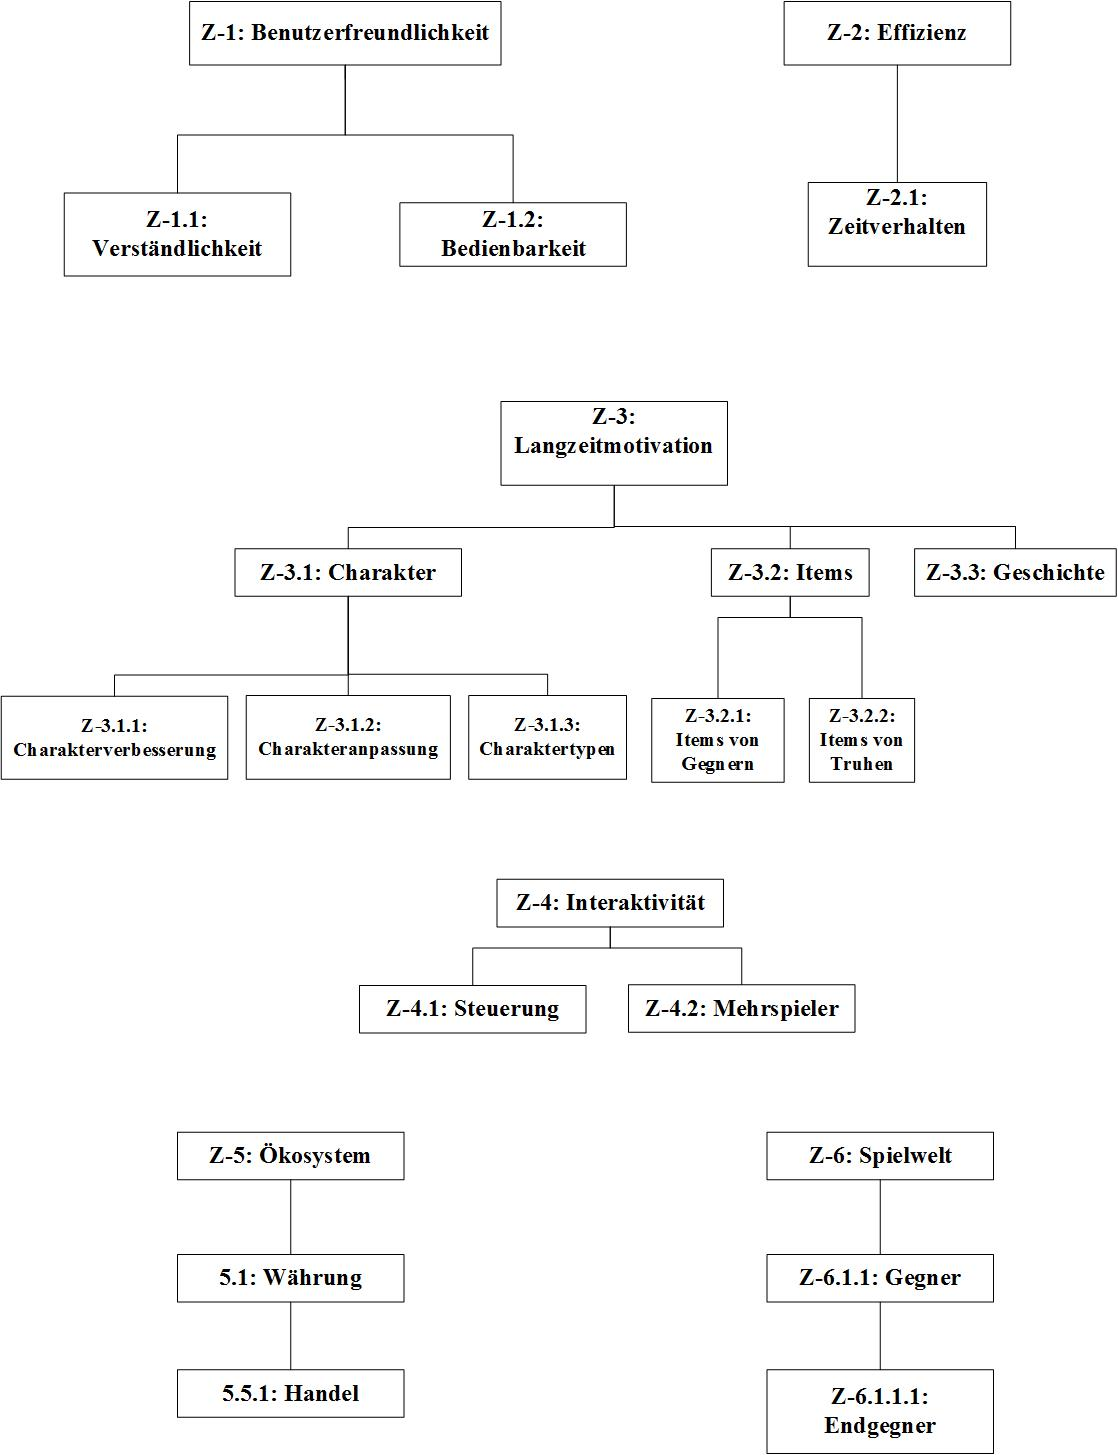 Z-1: Benutzerfreundlichkeit
Z-2: Effizienz
Z-1.1:
Verständlichkeit
Z-1.2:
Bedienbarkeit
Z-2.1:
Zeitverhalten
Z-3:
Langzeitmotivation
Z-3.1: Charakter
Z-3.2: Items
Z-3.3: Geschichte
Z-3.1.1:
Charakterverbesserung
Z-3.1.2:
Charakteranpassung
Z-3.1.3:
Charaktertypen
Z-3.2.1:
Items von
Gegnern
Z-3.2.2:
Items von
Truhen
Z-4: Interaktivität
Z-4.1: Steuerung
Z-4.2: Mehrspieler
Z-5: Ökosystem
Z-6: Spielwelt
5.1: Währung
Z-6.1.1: Gegner
5.5.1: Handel
Z-6.1.1.1:
Endgegner